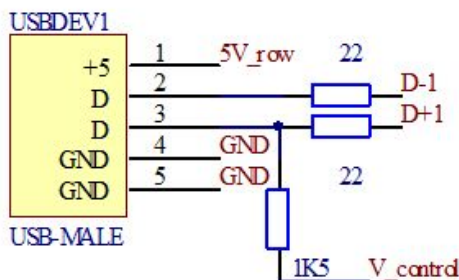 USBDEV1
+5 1 5V_row 22
D 2 D-1
D 3 D+1
GND 4 GND
GND 5 GND 22
USB-MALE
1K5 V_control